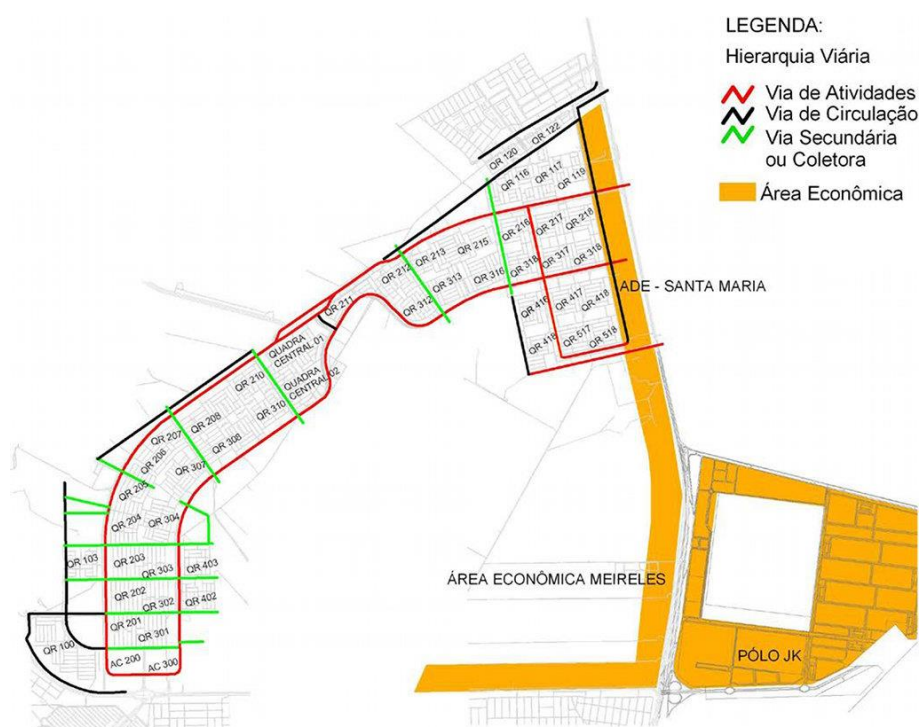 LEGENDA:
Hierarquia Viária
Via de Atividades
Via de Circulação
Via Secundária
ou Coletora
Área Econômica
QR 122
QR 120
QR 116
QR 117
QR 119
QR 216
QR 217
QR 218
QR 212
QR 213
QR 215
QR 312
QR 313
QR 316
QR 318
QR 317
QR 318
ADE - SANTA MARIA
QR 211
QR 416
QR 417
QR 418
QR 418
QR 517
QR 518
QUADRA
CENTRAL 01
QUADRA
CENTRAL 02
QR 210
QR 310
QR 208
QR 308
QR 207
QR 206
QR 307
QR 205
QR 204
QR 304
QR 103
QR 203
QR 303
QR 403
QR 202
QR 302
QR 402
QR 201
QR 301
QR 100
AC 200
AC 300
ÁREA ECONÔMICA MEIRELES
PÓLO JK